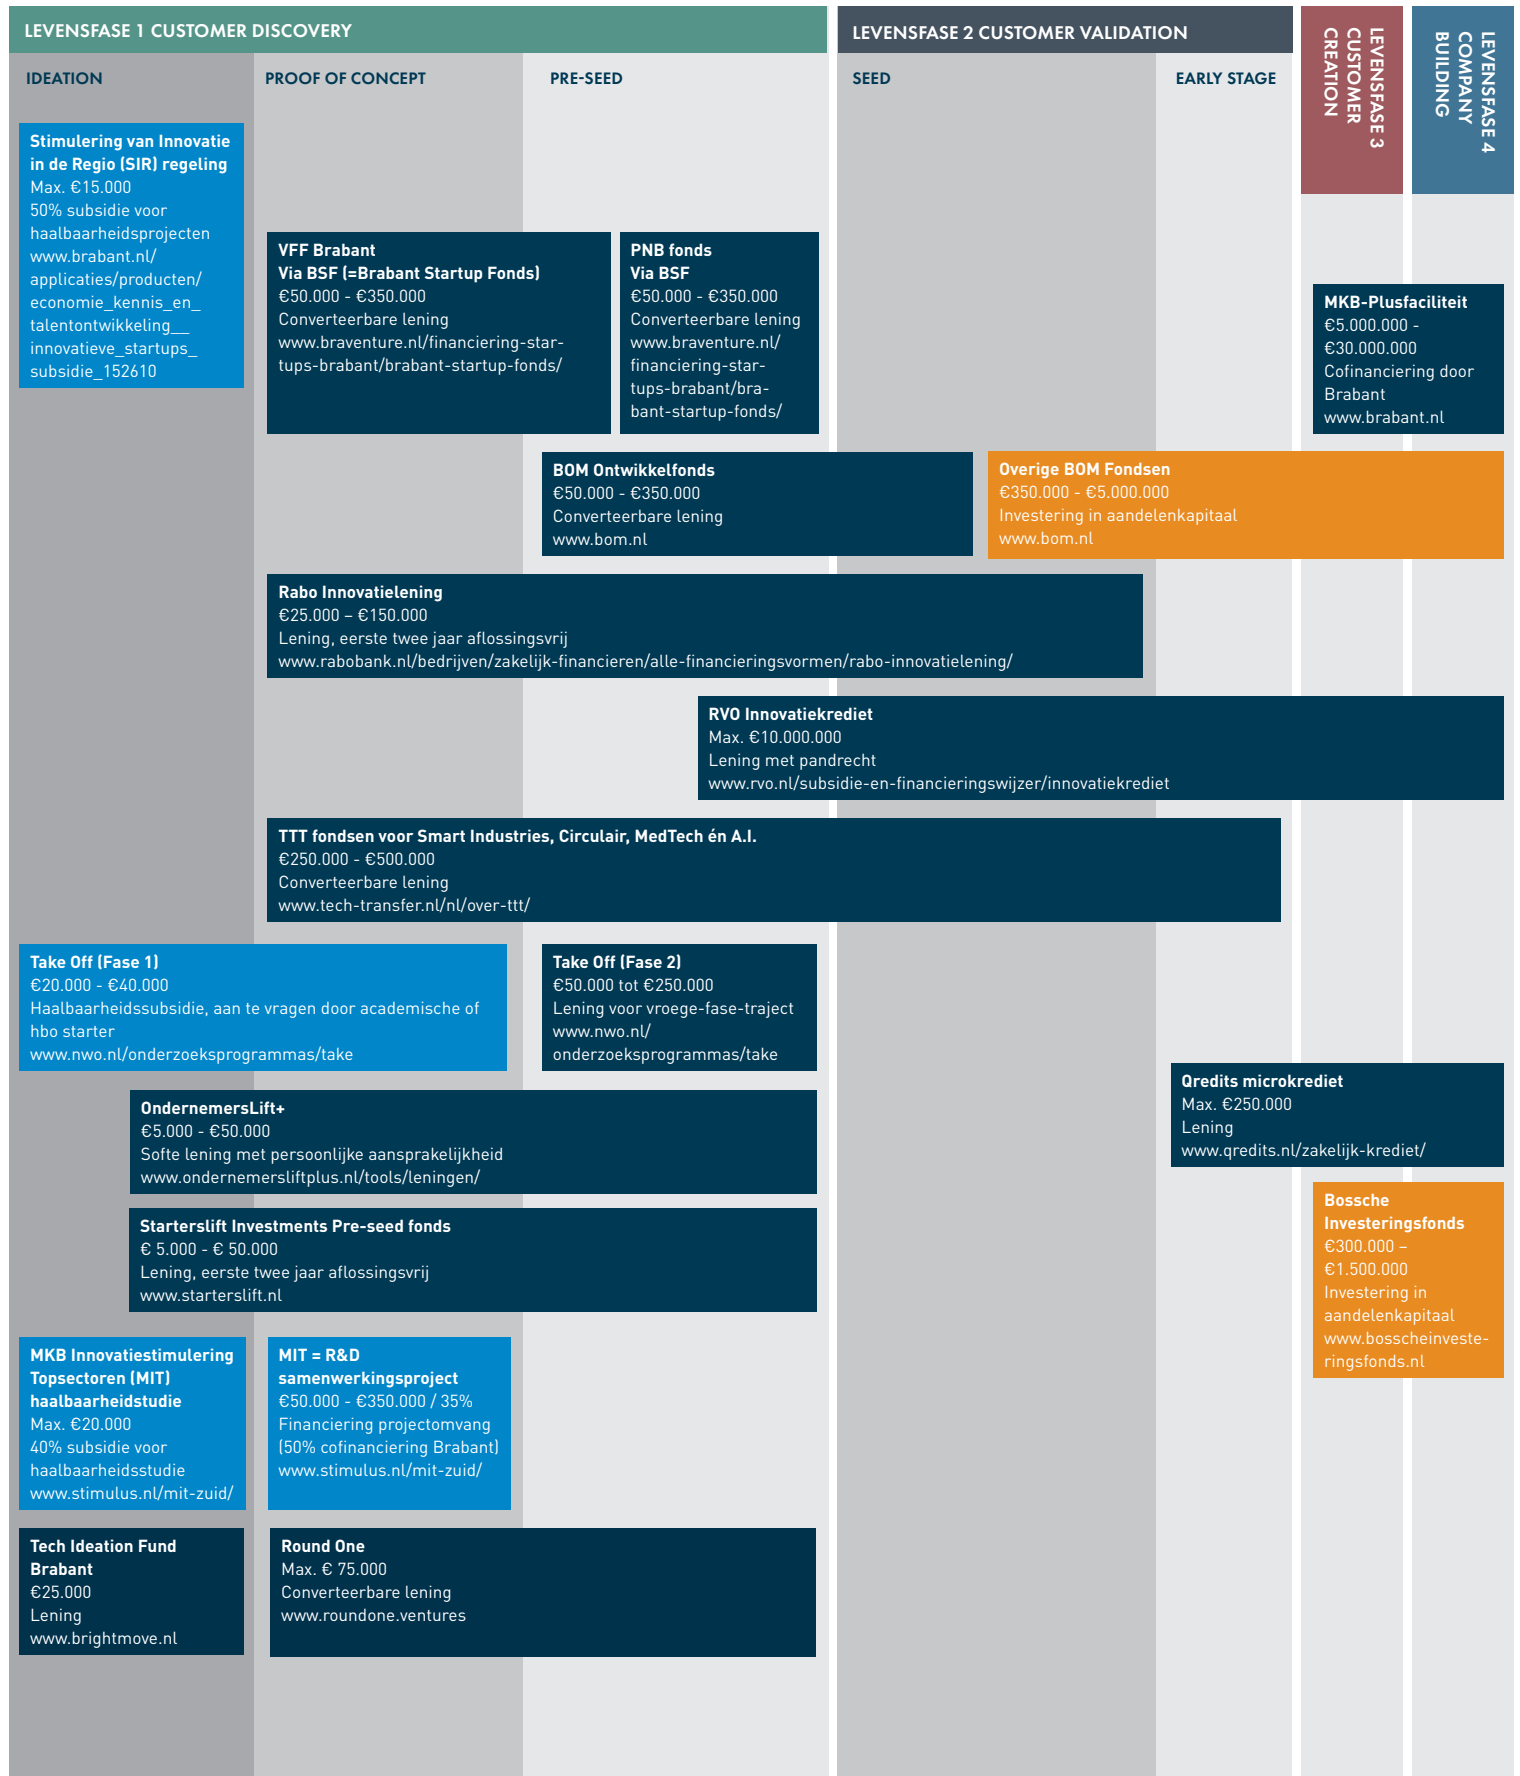 LEVENSFASE 1 CUSTOMER DISCOVERY
LEVENSFASE 2 CUSTOMER VALIDATION
LEVENSFASE 3
CUSTOMER
CREATION
LEVENSFASE 4
COMPANY
BUILDING
IDEATION
PROOF OF CONCEPT
PRE-SEED
SEED
EARLY STAGE
Stimulering van Innovatie
in de Regio (SIR) regeling
Max. €15.000
50% subsidie voor
haalbaarheidsprojecten
www.brabant.nl/
applicaties/producten/
economie_kennis_en_
talentontwikkeling__
innovatieve_startups_
subsidie_152610
VFF Brabant
Via BSF (=Brabant Startup Fonds)
€50.000 - €350.000
Converteerbare lening
www.braventure.nl/financiering-star-
tups-brabant/brabant-startup-fonds/
PNB fonds
Via BSF
€50.000 - €350.000
Converteerbare lening
www.braventure.nl/
financiering-star-
tups-brabant/bra-
bant-startup-fonds/
MKB-Plusfaciliteit
€5.000.000 -
€30.000.000
Cofinanciering door
Brabant
www.brabant.nl
BOM Ontwikkelfonds
€50.000 - €350.000
Converteerbare lening
www.bom.nl
Overige BOM Fondsen
€350.000 - €5.000.000
Investering in aandelenkapitaal
www.bom.nl
Rabo Innovatielening
€25.000 – €150.000
Lening, eerste twee jaar aflossingsvrij
www.rabobank.nl/bedrijven/zakelijk-financieren/alle-financieringsvormen/rabo-innovatielening/
RVO Innovatiekrediet
Max. €10.000.000
Lening met pandrecht
www.rvo.nl/subsidie-en-financieringswijzer/innovatiekrediet
TTT fondsen voor Smart Industries, Circulair, MedTech én A.I.
€250.000 - €500.000
Converteerbare lening
www.tech-transfer.nl/nl/over-ttt/
Take Off (Fase 1)
€20.000 - €40.000
Haalbaarheidssubsidie, aan te vragen door academische of
hbo starter
www.nwo.nl/onderzoeksprogrammas/take
Take Off (Fase 2)
€50.000 tot €250.000
Lening voor vroege-fase-traject
www.nwo.nl/
onderzoeksprogrammas/take
Qredits microkrediet
Max. €250.000
Lening
www.qredits.nl/zakelijk-krediet/
OndernemersLift+
€5.000 - €50.000
Softe lening met persoonlijke aansprakelijkheid
www.ondernemersliftplus.nl/tools/leningen/
Bossche
Investeringsfonds
€300.000 –
€1.500.000
Investering in
aandelenkapitaal
www.bosscheinveste-
ringsfonds.nl
Starterslift Investments Pre-seed fonds
€ 5.000 - € 50.000
Lening, eerste twee jaar aflossingsvrij
www.starterslift.nl
MKB Innovatiestimulering
Topsectoren (MIT)
haalbaarheidstudie
Max. €20.000
40% subsidie voor
haalbaarheidsstudie
www.stimulus.nl/mit-zuid/
MIT = R&D
samenwerkingsproject
€50.000 - €350.000 / 35%
Financiering projectomvang
(50% cofinanciering Brabant)
www.stimulus.nl/mit-zuid/
Tech Ideation Fund
Brabant
€25.000
Lening
www.brightmove.nl
Round One
Max. € 75.000
Converteerbare lening
www.roundone.ventures